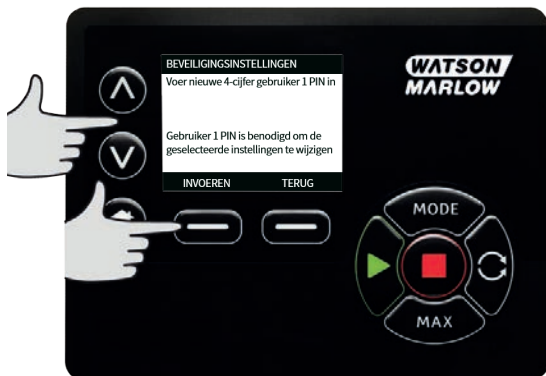 BEVEILIGINGSINSTELLINGEN
Voer nieuwe 4-cijfer gebruiker 1 PIN in
Gebruiker 1 PIN is benodigd om de
geselecteerde instellingen te wijzigen
INVOEREN TERUG
WATSON
MARLOW
MODE
MAX